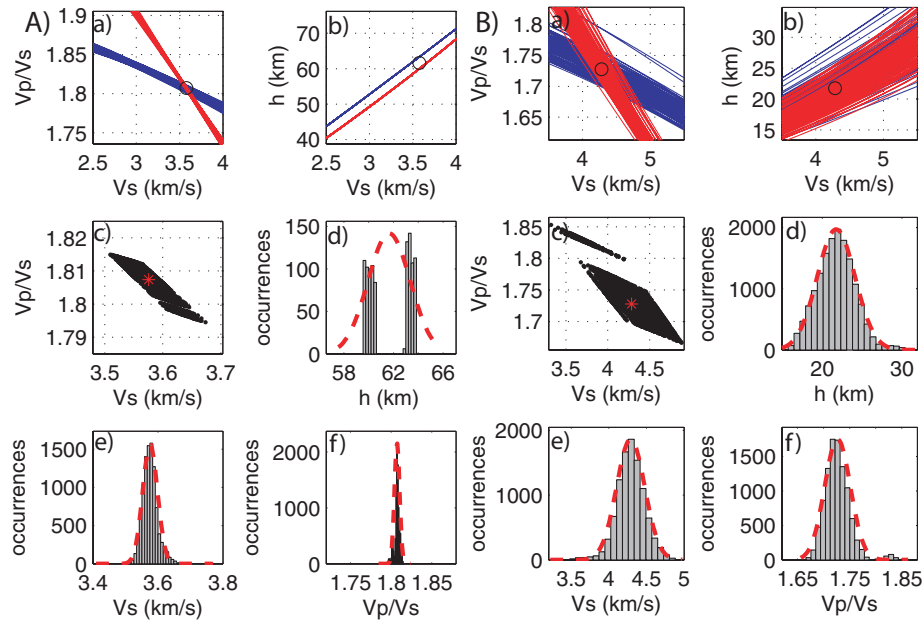 A)
a)
1.9
1.85
1.8
1.75
Vp/Vs
2.5 3 3.5 4
Vs (km/s)
b)
70
60
50
40
h (km)
2.5 3 3.5 4
Vs (km/s)
B)
a)
1.8
1.75
1.7
1.65
Vp/Vs
4 5
Vs (km/s)
b)
35
30
25
20
15
h (km)
4 5
Vs (km/s)
c)
1.82
1.81
1.8
1.79
Vp/Vs
3.5 3.6 3.7
Vs (km/s)
d)
150
100
50
0
occurrences
58 62 66
h (km)
c)
1.85
1.8
1.75
1.7
Vp/Vs
3.5 4 4.5
Vs (km/s)
d)
2000
1000
0
occurrences
20 30
h (km)
e)
1500
1000
500
0
occurrences
3.4 3.6 3.8
Vs (km/s)
f)
2000
1000
0
occurrences
1.75 1.8 1.85
Vp/Vs
e)
2000
1000
0
occurrences
3.5 4 4.5 5
Vs (km/s)
f)
1500
1000
500
0
occurrences
1.65 1.75 1.85
Vp/Vs